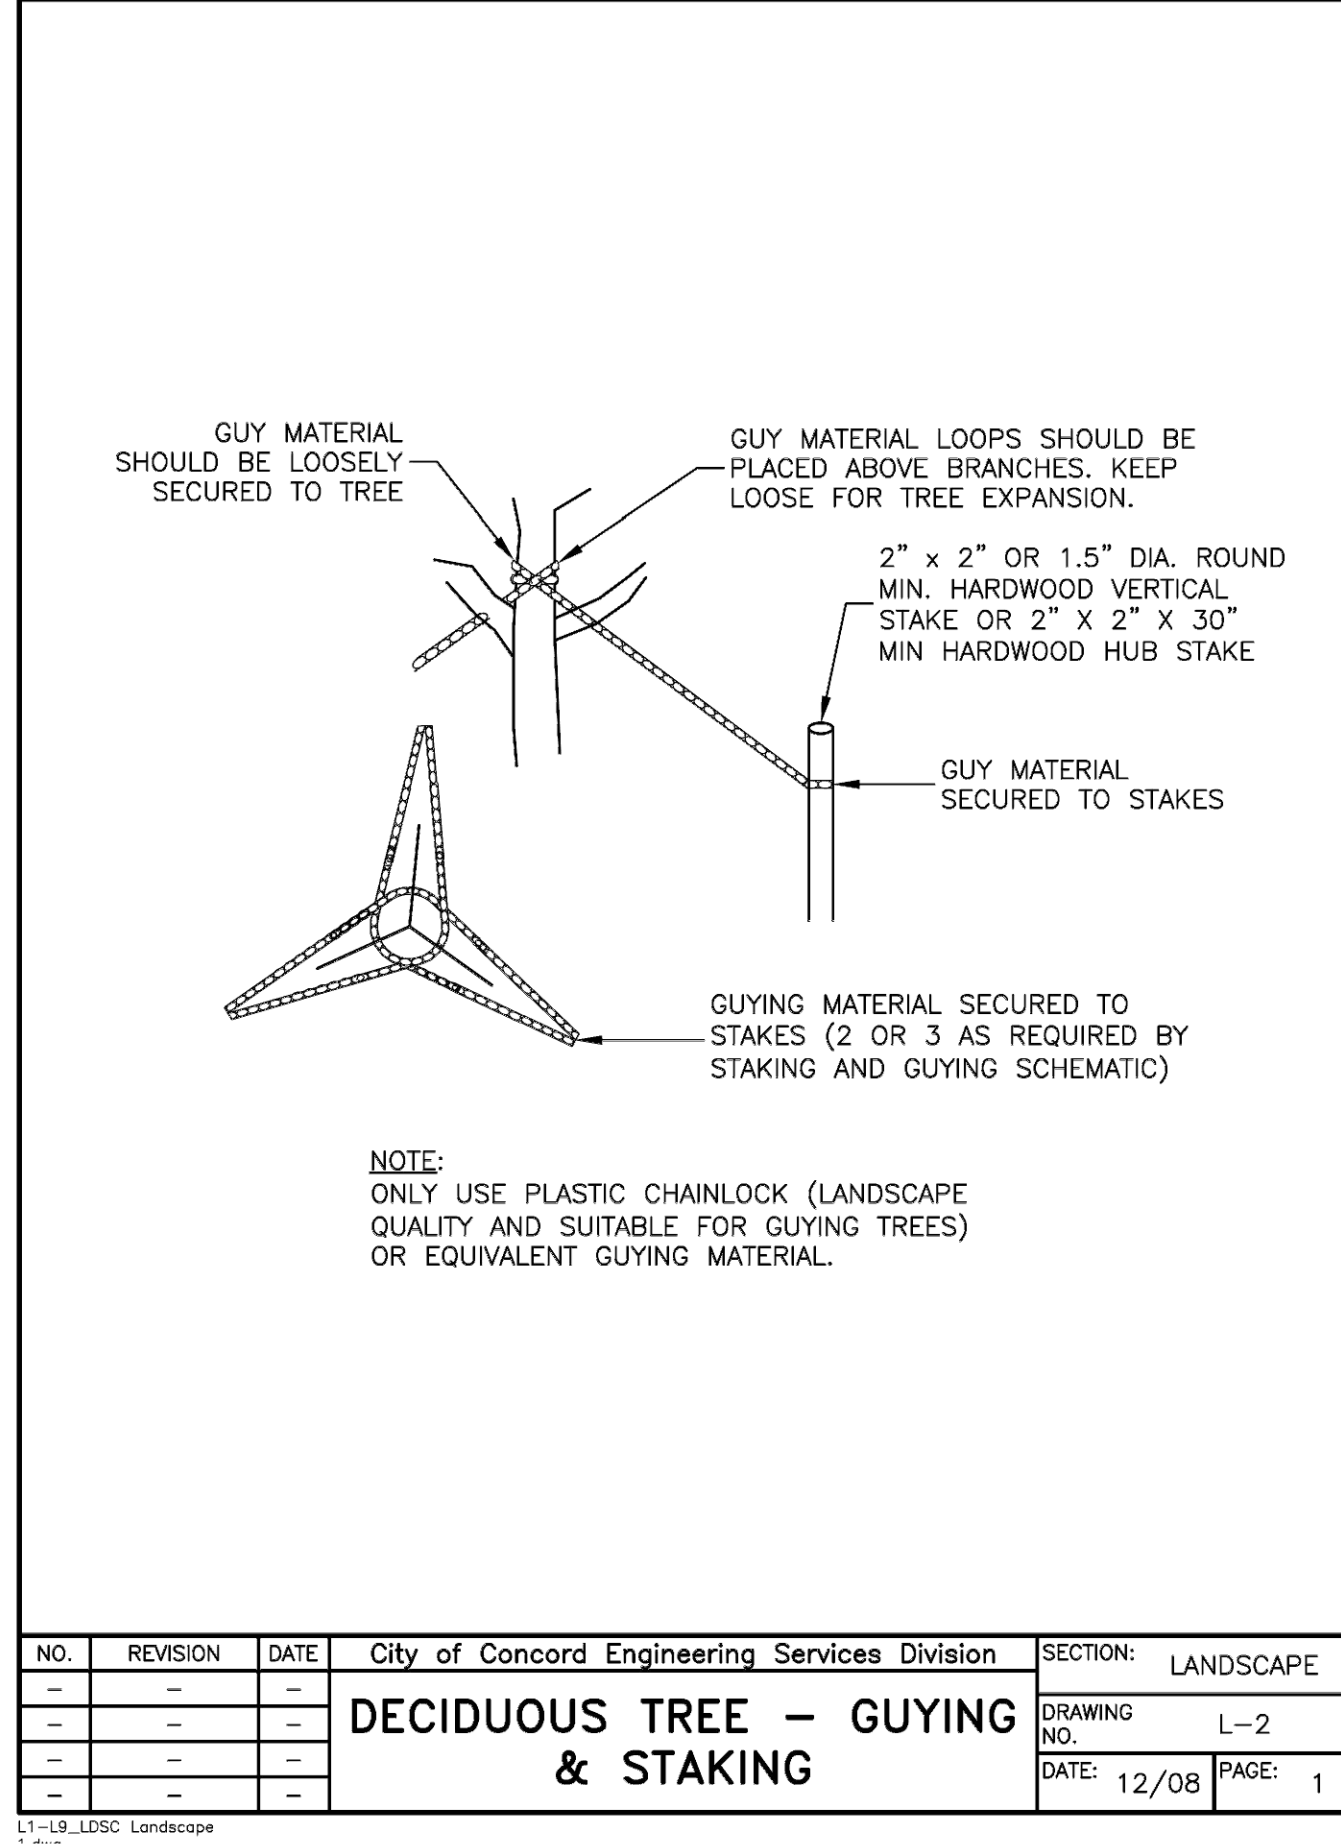 GUY MATERIAL
SHOULD BE LOOSELY
SECURED TO TREE
GUY MATERIAL LOOPS SHOULD BE
PLACED ABOVE BRANCHES. KEEP
LOOSE FOR TREE EXPANSION.
2” x 2” OR 1.5” DIA. ROUND
MIN. HARDWOOD VERTICAL
STAKE OR 2” X 2” X 30”
MIN HARDWOOD HUB STAKE
GUY MATERIAL
SECURED TO STAKES
GUYING MATERIAL SECURED TO
STAKES (2 OR 3 AS REQUIRED BY
STAKING AND GUYING SCHEMATIC)
NOTE:
ONLY USE PLASTIC CHAINLOCK (LANDSCAPE
QUALITY AND SUITABLE FOR GUYING TREES)
OR EQUIVALENT GUYING MATERIAL.
NO. REVISION DATE
– – –
– – –
– – –
– – –
City of Concord Engineering Services Division
DECIDUOUS TREE – GUYING
& STAKING
SECTION: LANDSCAPE
DRAWING
NO. L–2
DATE: 12/08 PAGE: 1
L1–L9_LDSC Landscape